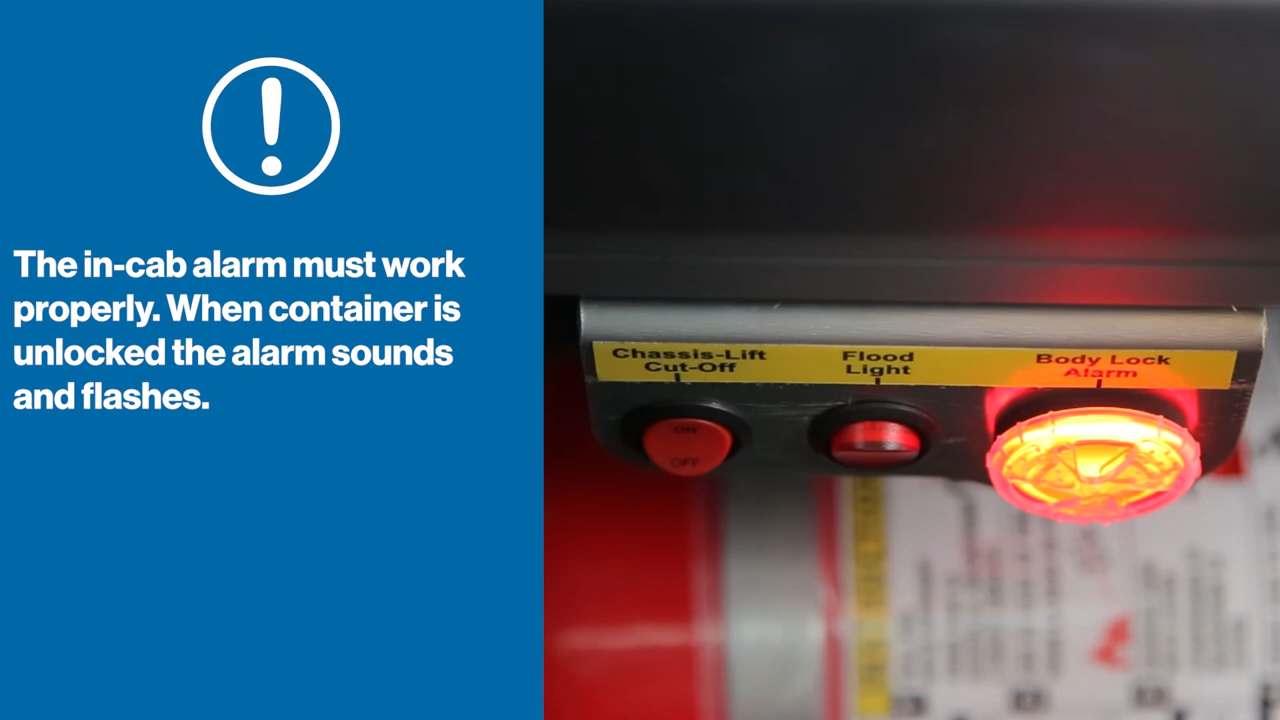 The in-cab alarm must work
properly. When container is
unlocked the alarm sounds
and flashes.
Chassis-Lift
Cut-Off
Flood
Light
Body Lock
Alarm
ON
OFF